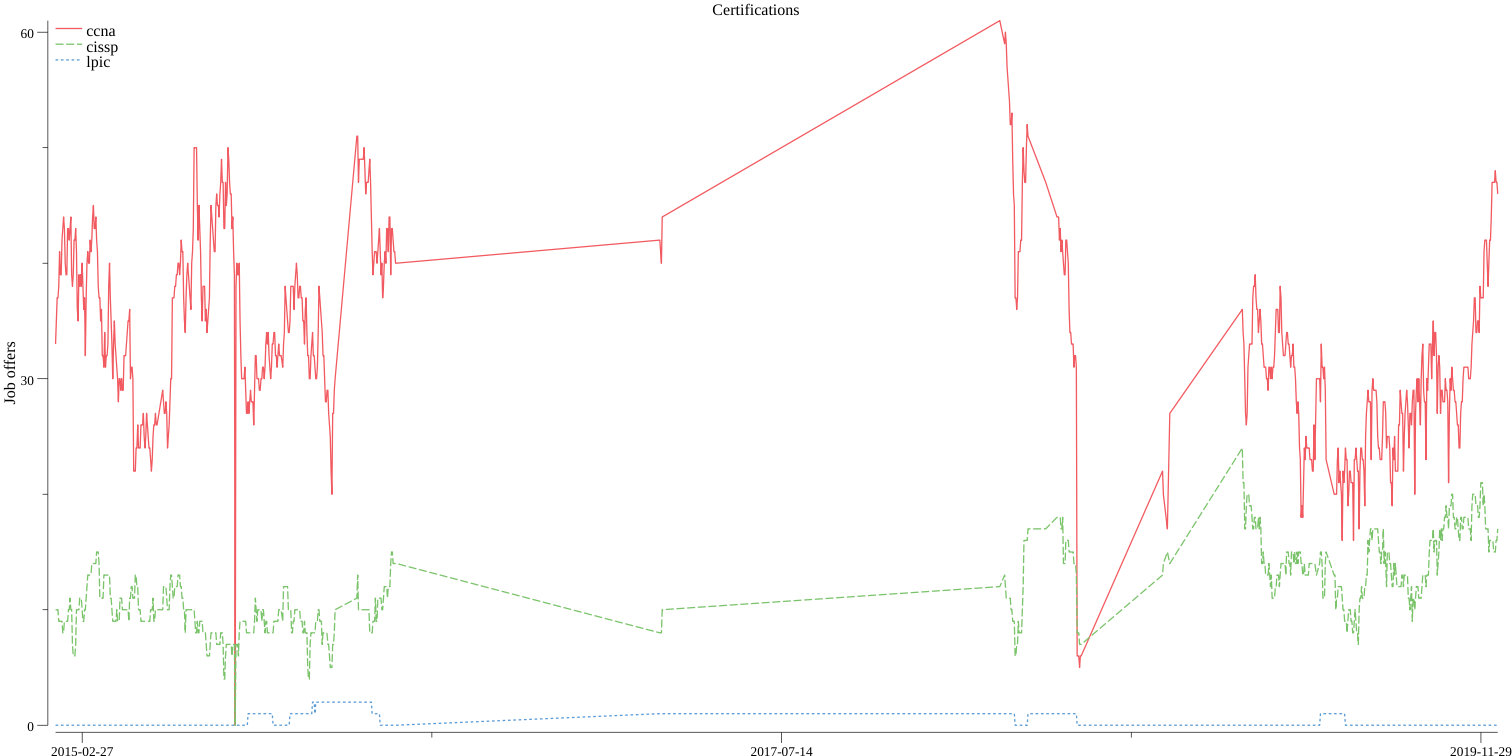 Certifications
60
ccna
cissp
lpic
Job offers
30
0
2015-02-27
2017-07-14
2019-11-29